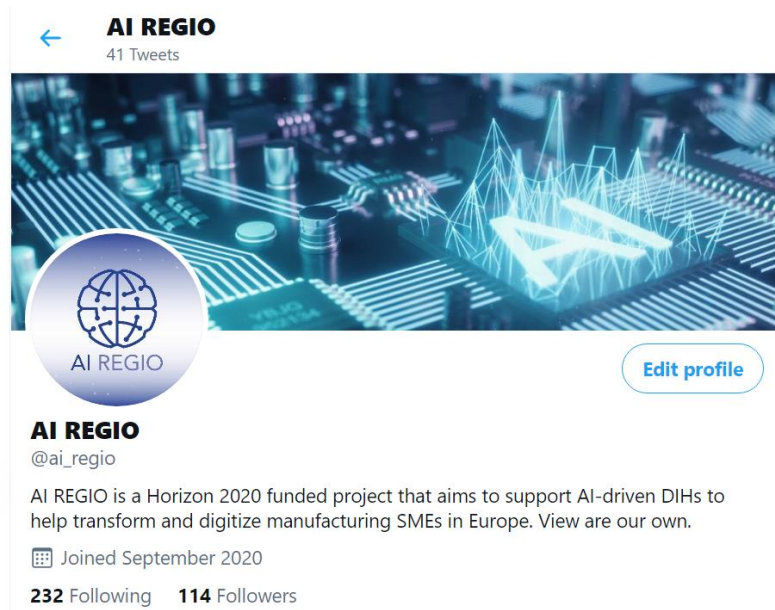 AI REGIO
41 Tweets
AI
AI REGIO
Edit profile
AI REGIO
@ai_regio
AI REGIO is a Horizon 2020 funded project that aims to support AI-driven DIHs to
help transform and digitize manufacturing SMEs in Europe. View are our own.
Joined September 2020
232 Following 114 Followers